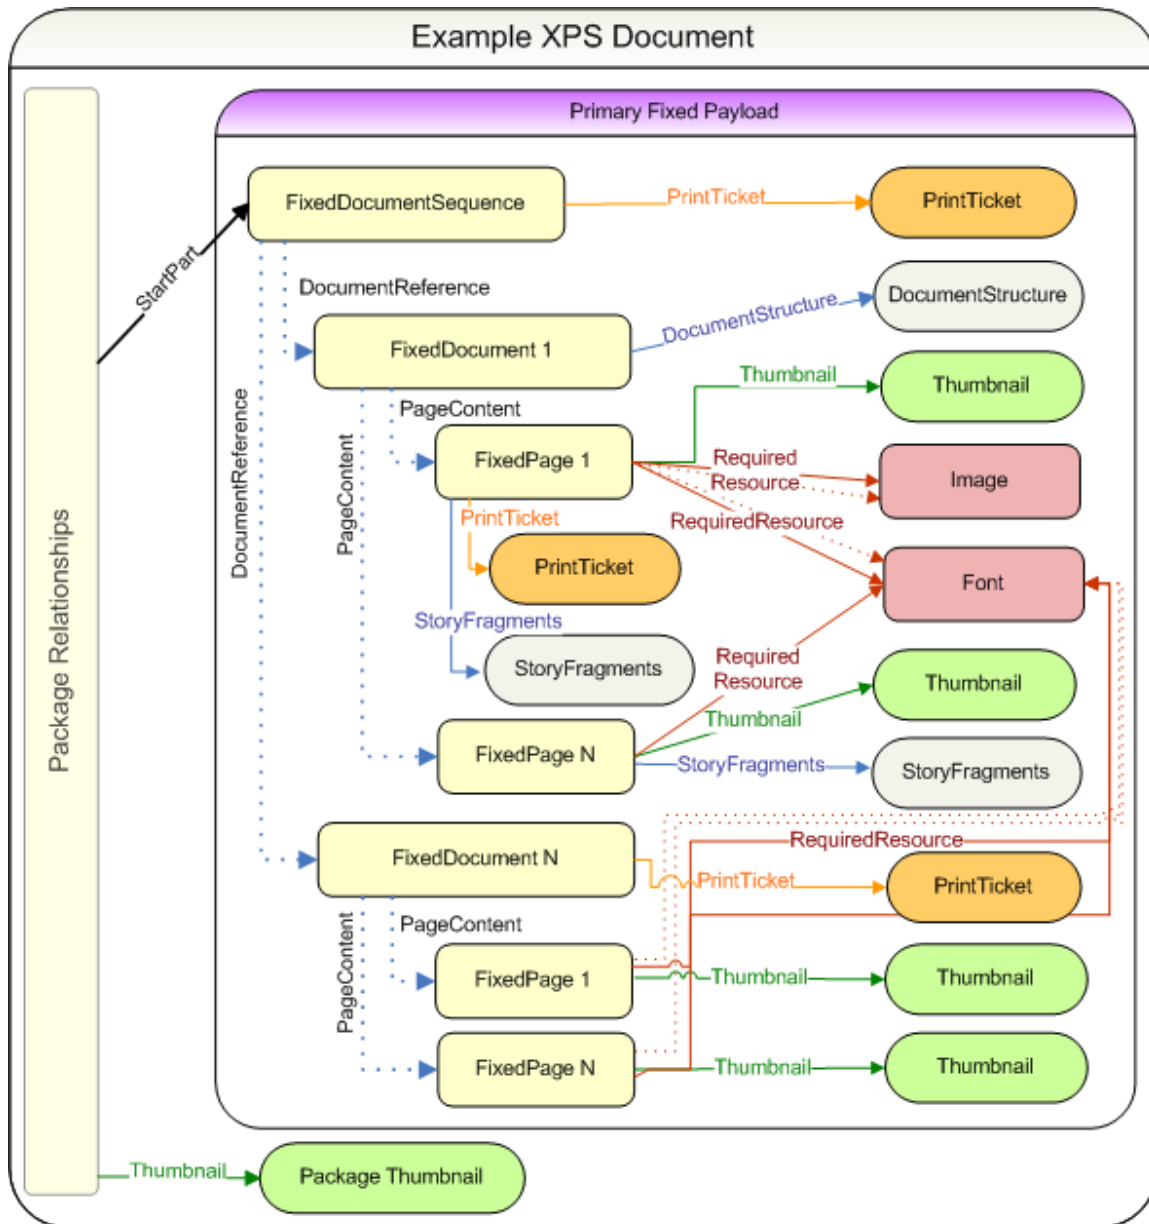 Example XPS Document
Package Relationships
Primary Fixed Payload
StartPart
FixedDocumentSequence
PrintTicket
PrintTicket
DocumentReference
DocumentStructure
DocumentStructure
FixedDocument 1
DocumentReference
Thumbnail
Thumbnail
PageContent
PageContent
FixedPage 1
Required
Resource
Image
RequiredResource
PrintTicket
PrintTicket
Font
StoryFragments
StoryFragments
Required
Resource
Thumbnail
Thumbnail
FixedPage N
StoryFragments
StoryFragments
RequiredResource
FixedDocument N
PrintTicket
PrintTicket
PageContent
PageContent
FixedPage 1
Thumbnail
Thumbnail
FixedPage N
Thumbnail
Thumbnail
Thumbnail
Package Thumbnail